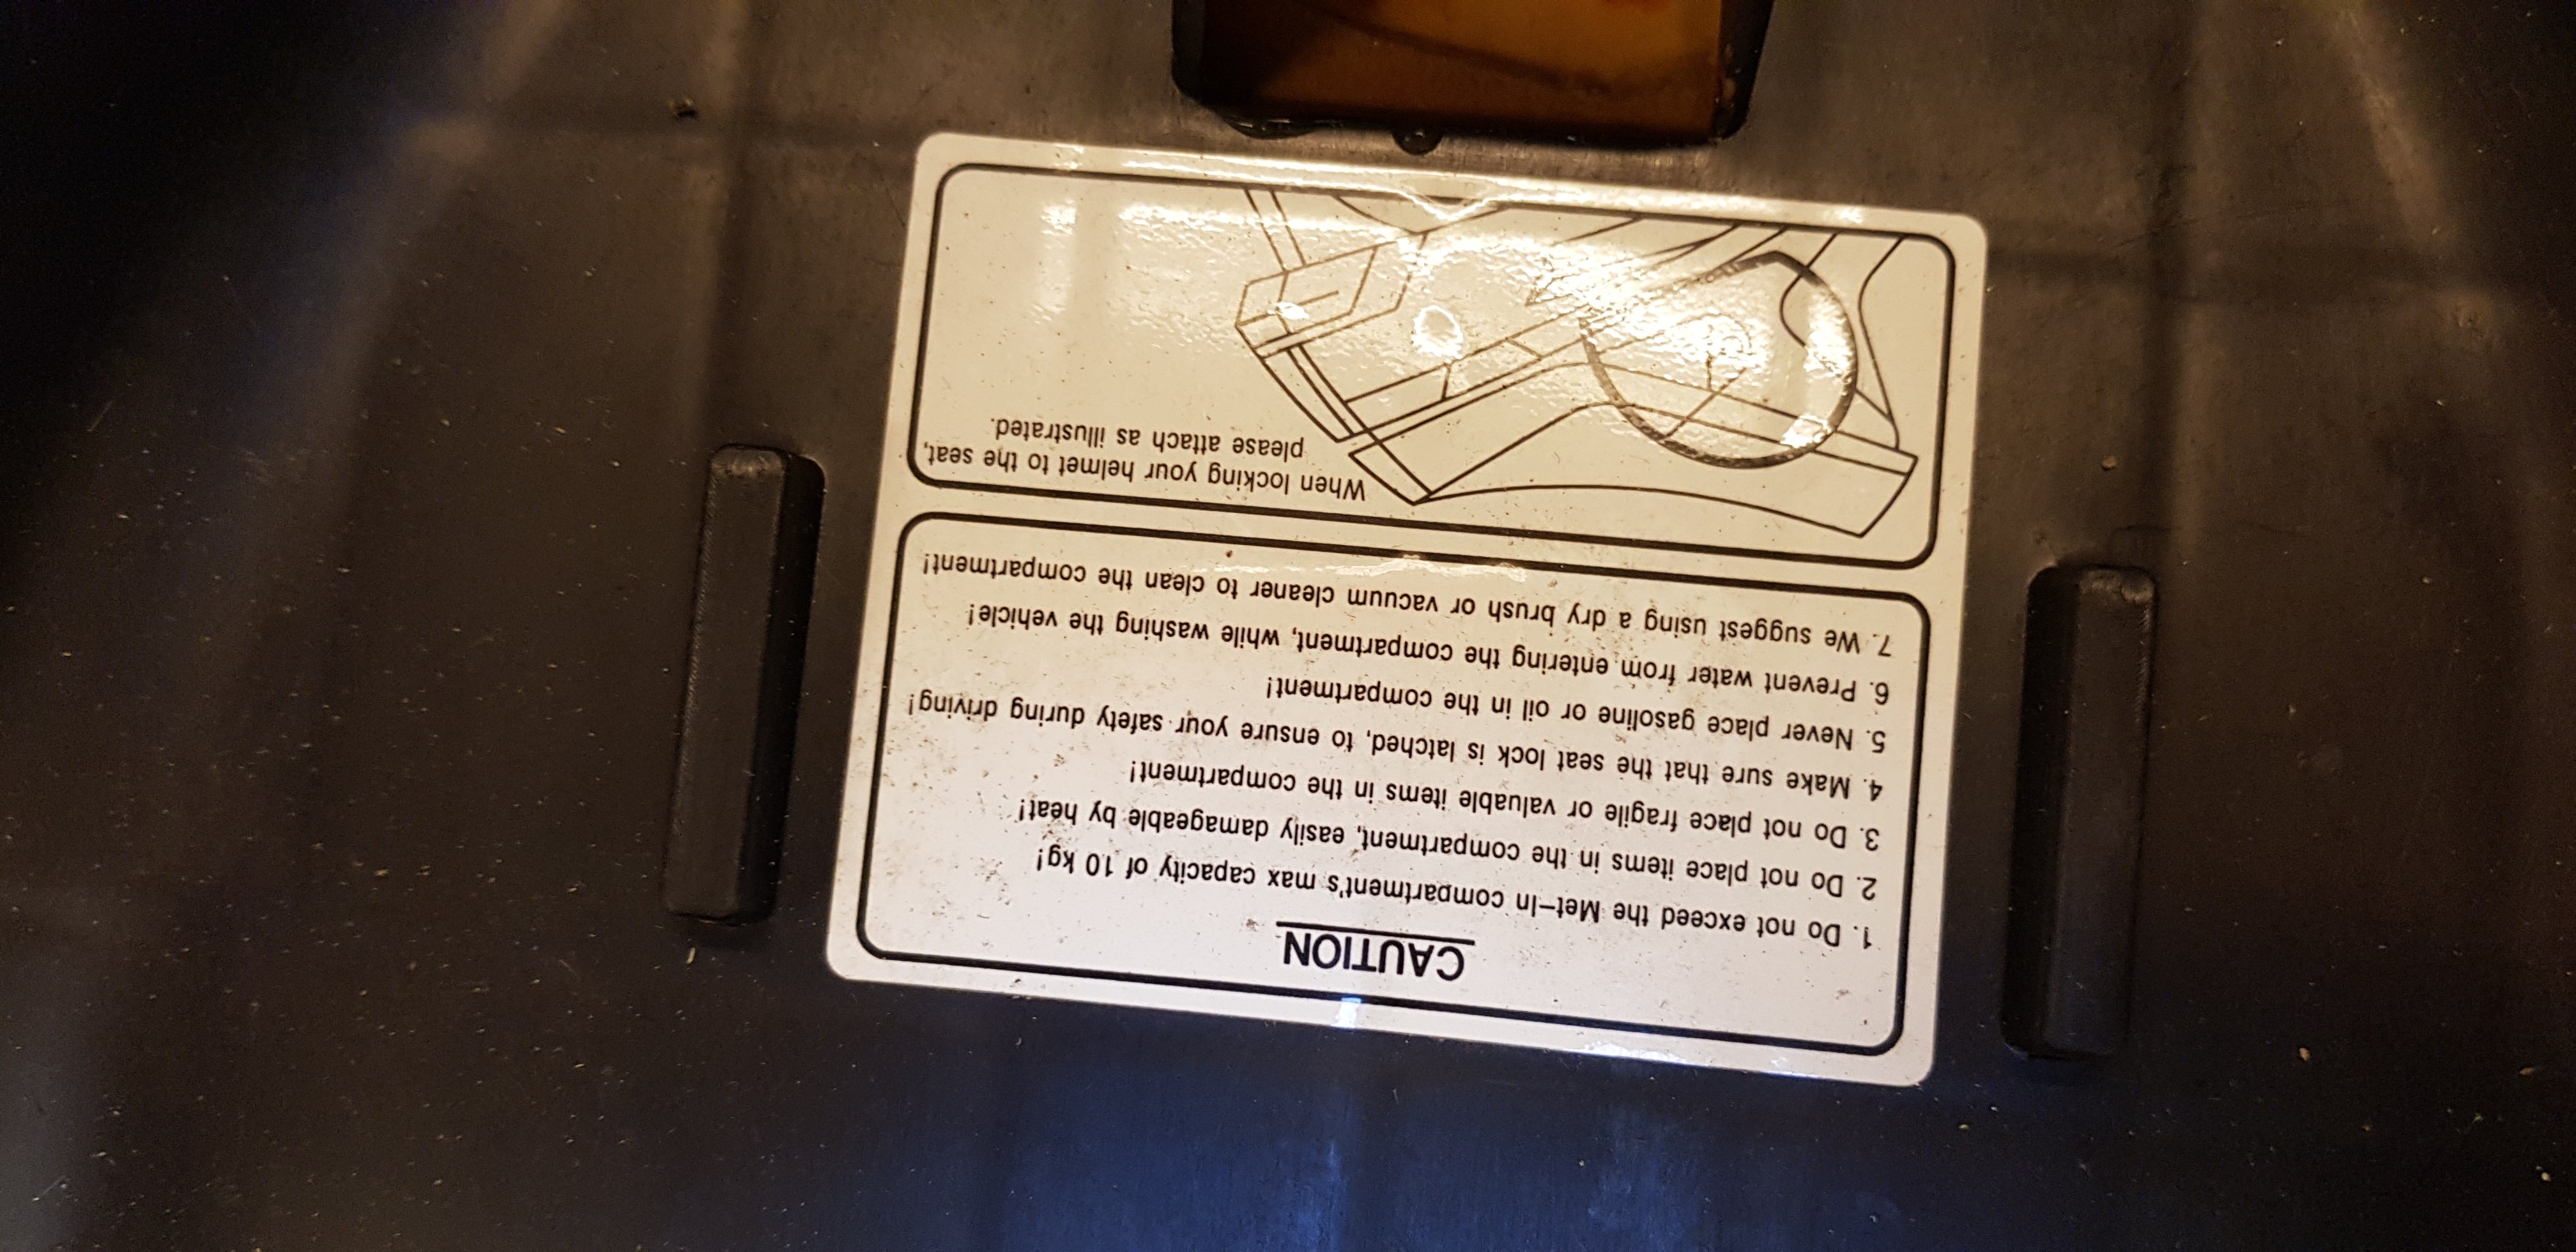 CAUTION
1. Do not exceed the Met-In compartment's max capacity of 10 kg!
2. Do not place items in the compartment, easily damageable by heat!
3. Do not place fragile or valuable items in the compartment!
4. Make sure that the seat lock is latched, to ensure your safety during driving!
5. Never place gasoline or oil in the compartment!
6. Prevent water from entering the compartment, while washing the vehicle!
7. We suggest using a dry brush or vacuum cleaner to clean the compartment!
When locking your helmet to the seat,
please attach as illustrated.